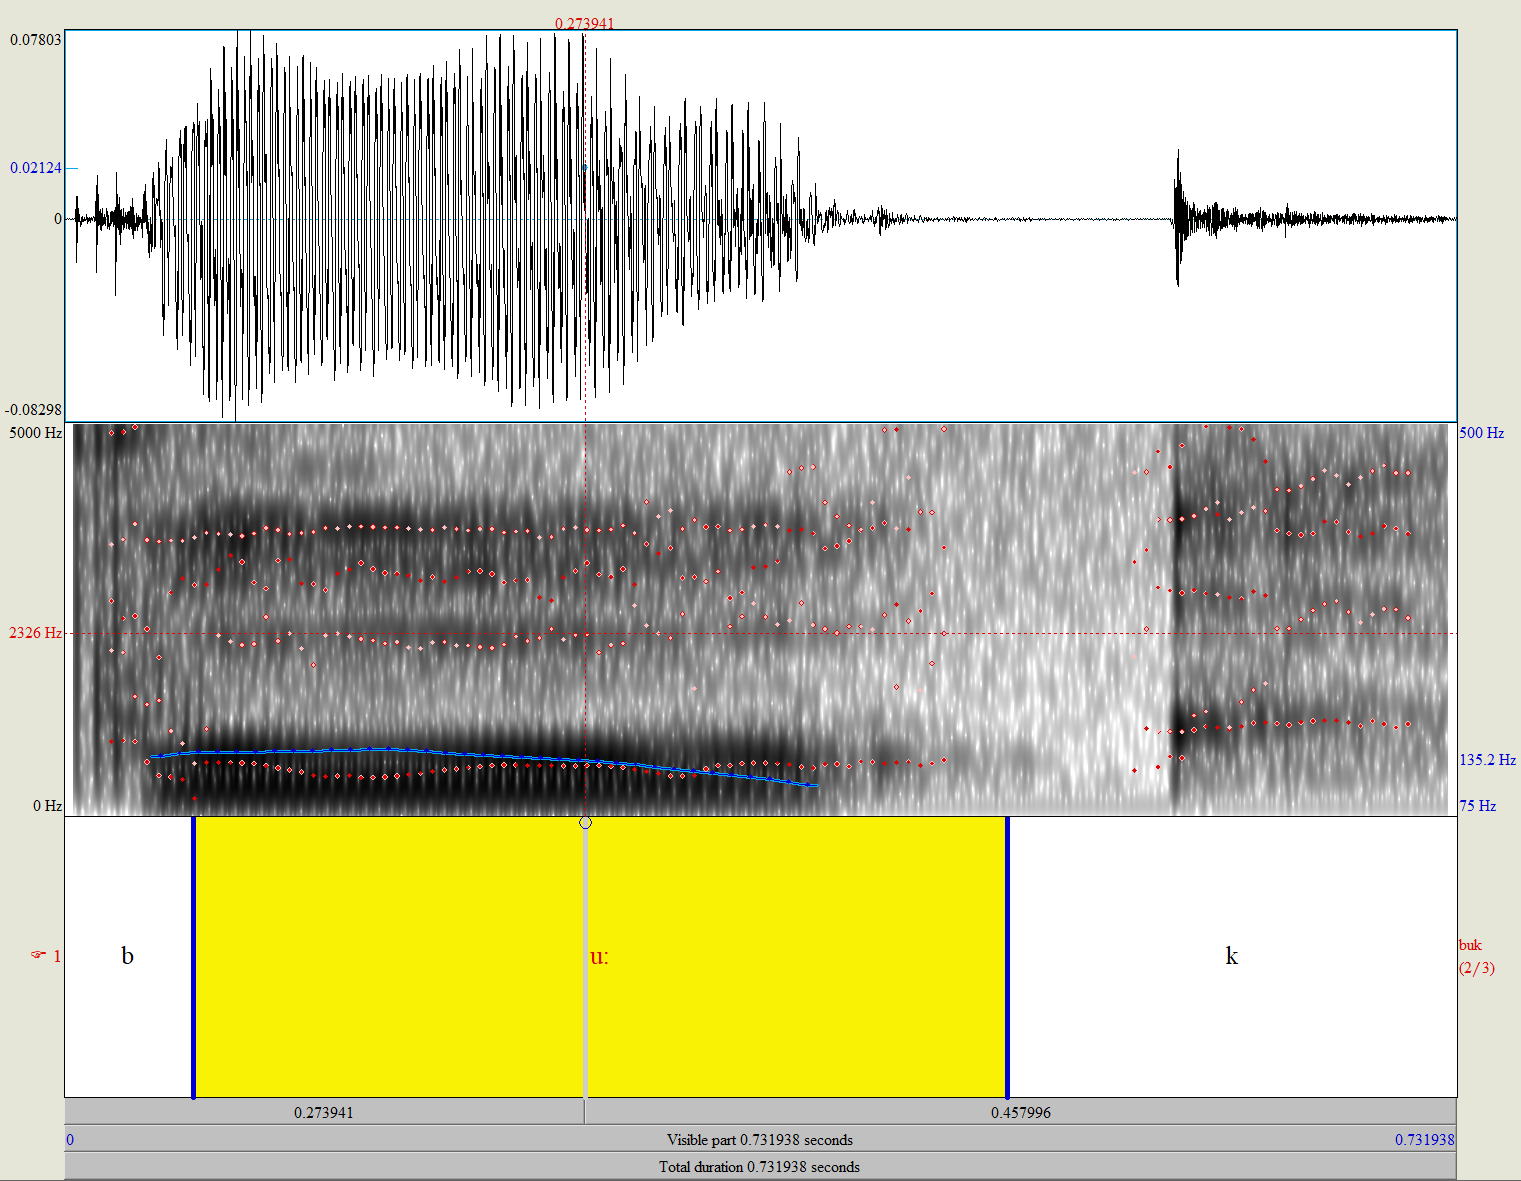 0.273941
0.07803
0.02124
0
-0.08298
5000 Hz
500 Hz
2326 Hz
135.2 Hz
0 Hz
75 Hz
☞ 1
b
u:
k
buk
(2/3)
0.273941
0.457996
0
Visible part 0.731938 seconds
0.731938
Total duration 0.731938 seconds